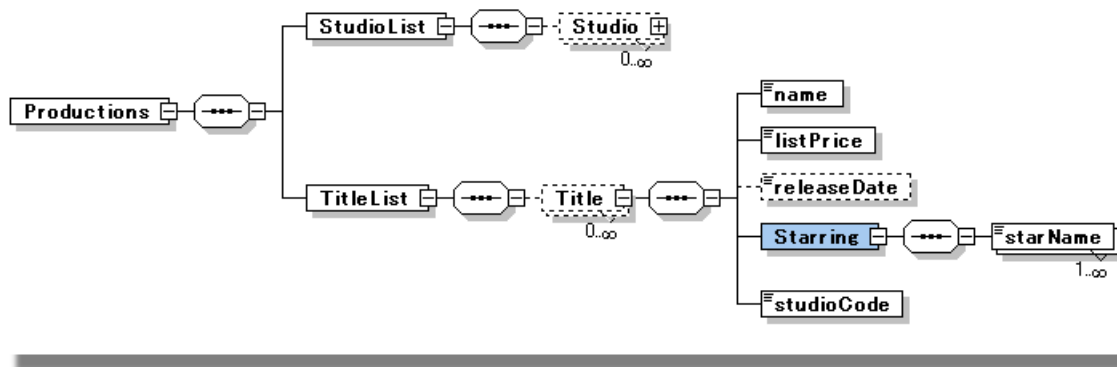 StudioList
Studio
0..∞
Productions
name
listPrice
TitleList
Title
0..∞
releaseDate
Starring
starName
1..∞
studioCode